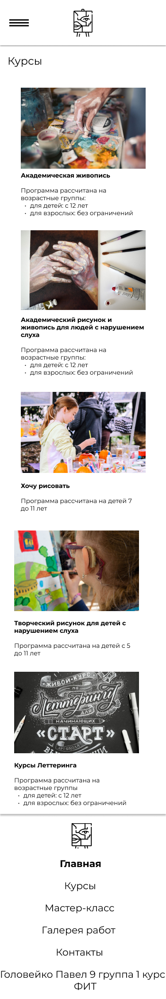 Курсы
Академическая живопись
Программа рассчитана на
возрастные группы:
• для детей: с 12 лет
• для взрослых: без ограничений
Академический рисунок и
живопись для людей с нарушением
слуха
Программа рассчитана на
возрастные группы:
• для детей: с 12 лет
• для взрослых: без ограничений
Хочу рисовать
Программа рассчитана на детей 7
до 11 лет
Творческий рисунок для детей с
нарушением слуха
Программа рассчитана на детей с 5
до 11 лет
ЖИВОЙ·КУРС
ПО
Леттерингу
ДЛЯ
НАЧИНАЮЩИХ
«СТАРТ»
АРТ-ШКОЛА
Курсы Леттеринга
Программа рассчитана на
возрастные группы
• для детей: с 12 лет
• для взрослых: без ограничений
Главная
Курсы
Мастер-класс
Галерея работ
Контакты
Головейко Павел 9 группа 1 курс
ФИТ